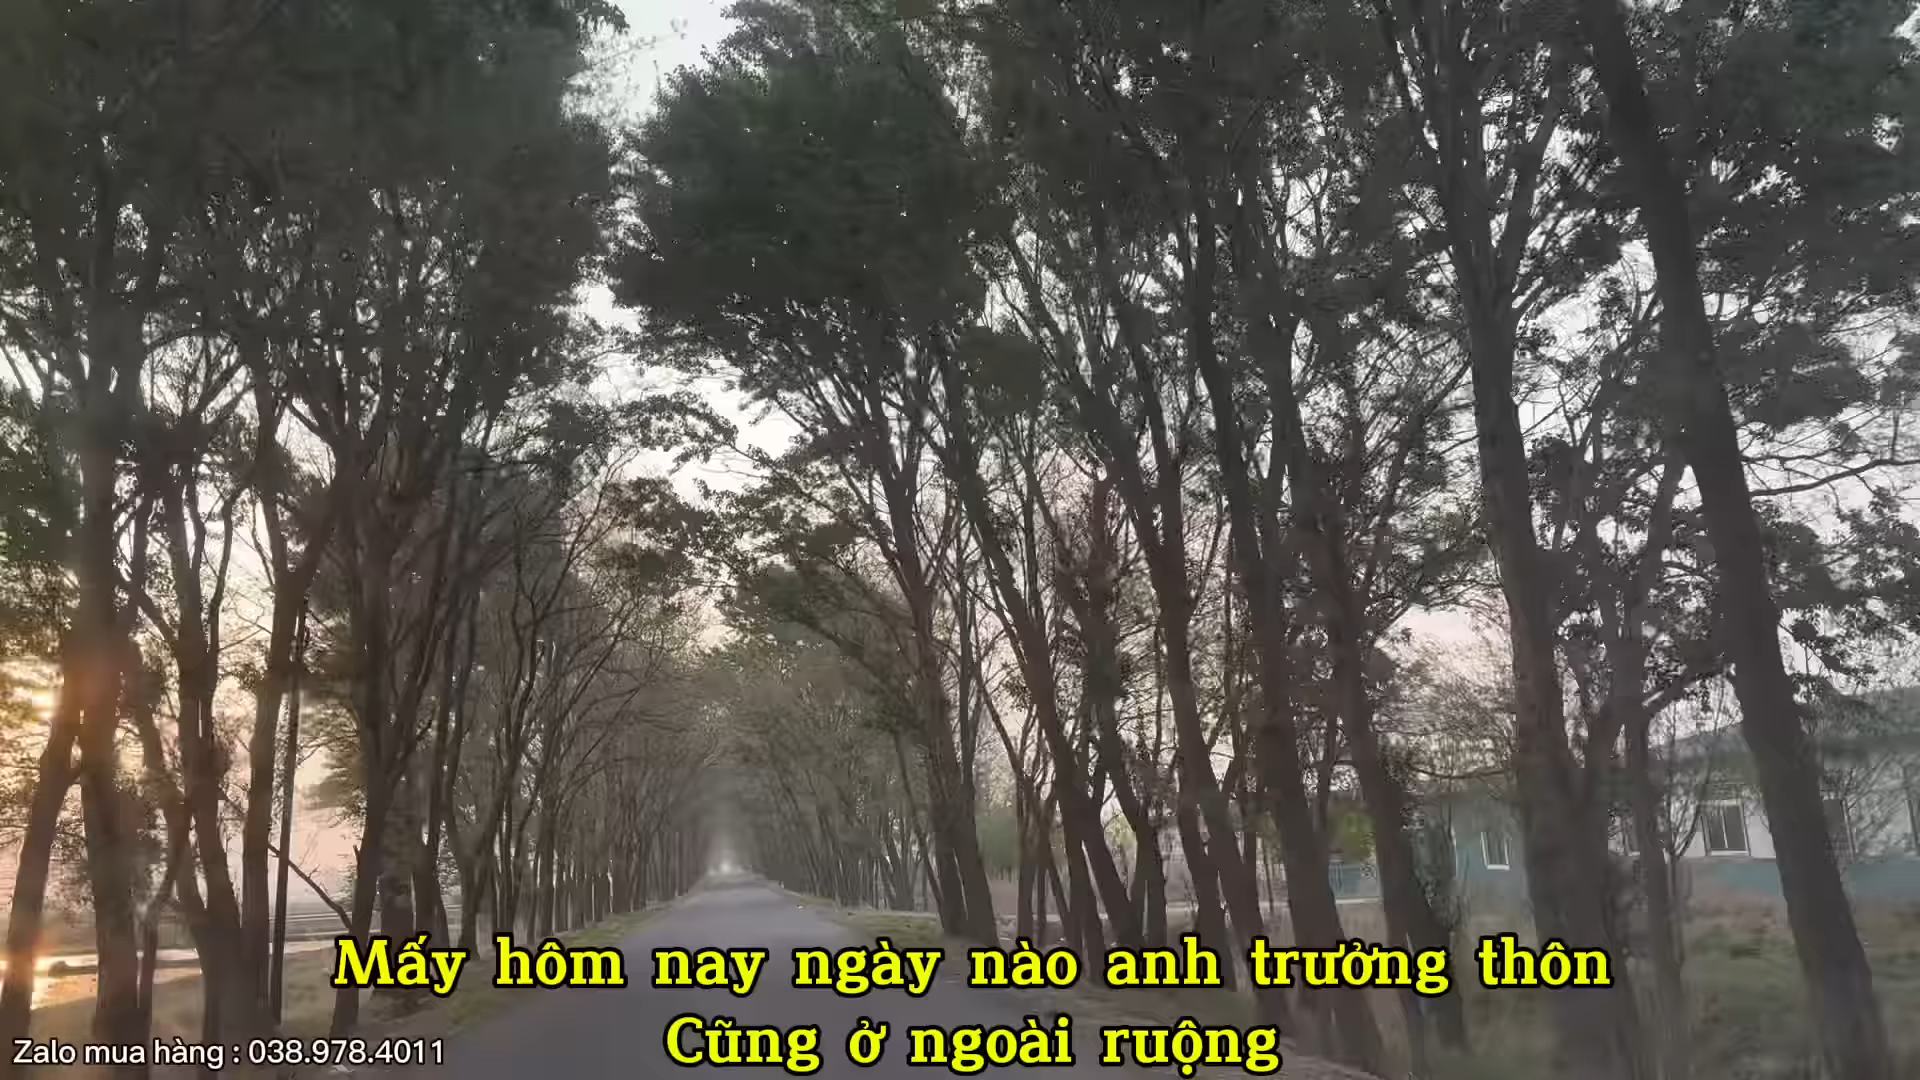 Mấy hôm nay ngày nào anh trưởng thôn
Cũng ở ngoài ruộng
Zalo mua hàng : 038.978.4011